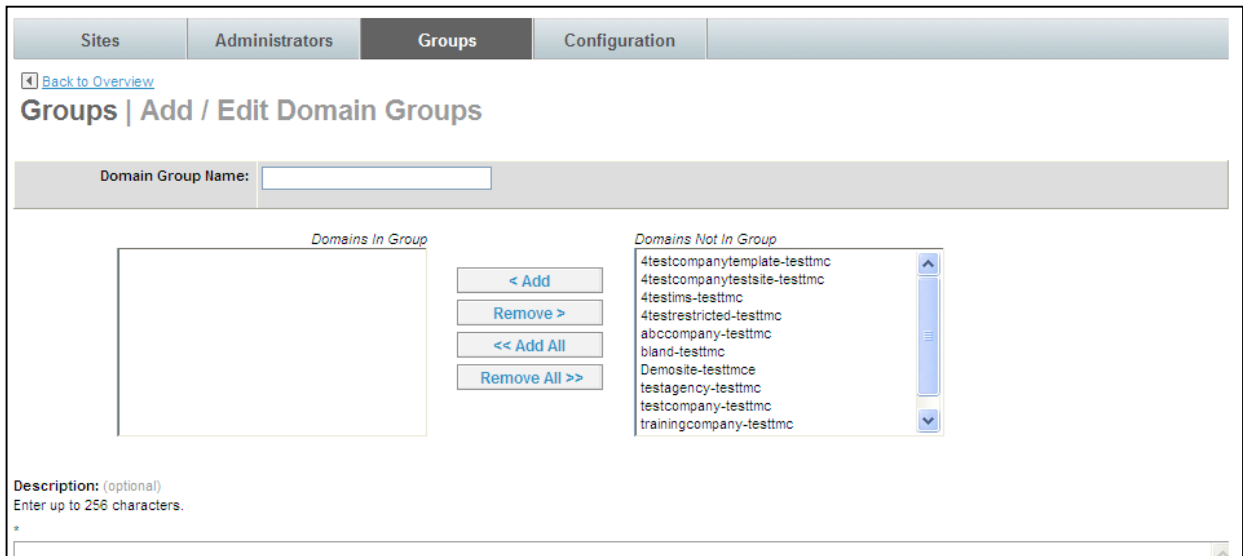 Sites Administrators Groups Configuration
Back to Overview
Groups | Add / Edit Domain Groups
Domain Group Name:
Domains In Group
Domains Not In Group
< Add
Remove >
<< Add All
Remove All >>
4testcompanytemplate-testtmc
4testcompanytestsite-testtmc
4testims-testtmc
4testrestricted-testtmc
abccompany-testtmc
bland-testtmc
Demosite-testtmce
testagency-testtmc
testcompany-testtmc
trainingcompany-testtmc
Description: (optional)
Enter up to 256 characters.
*